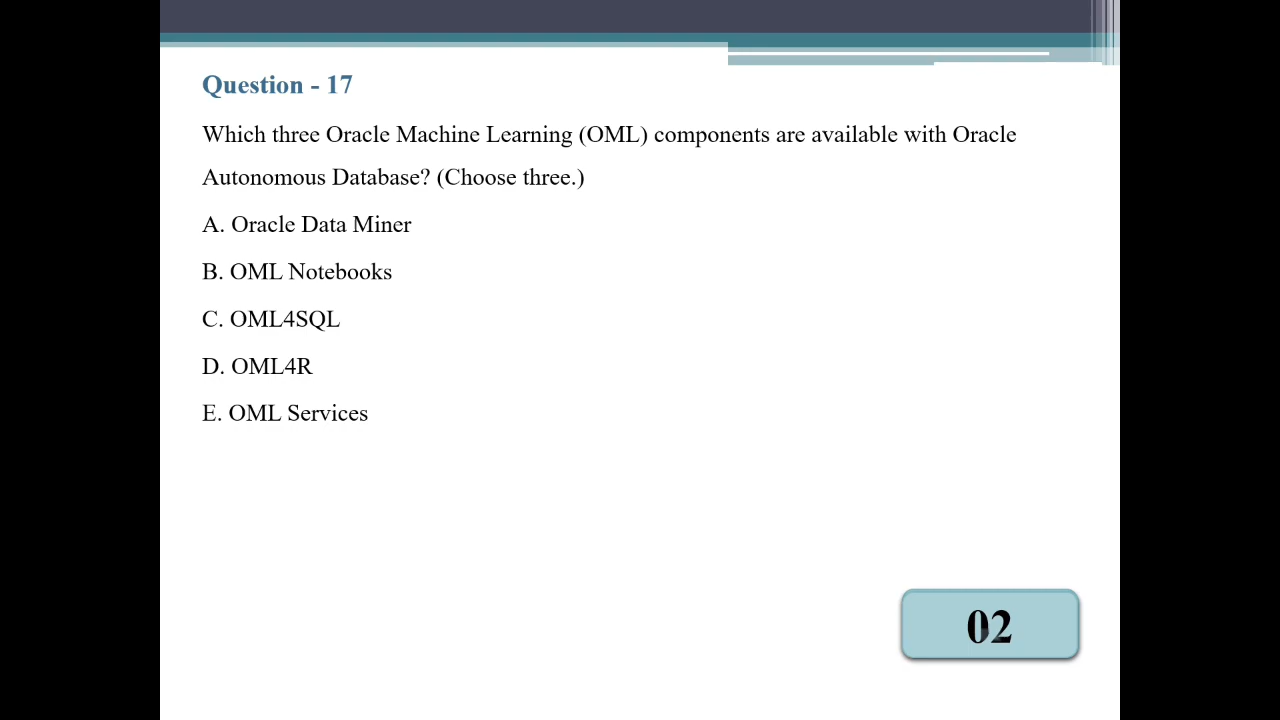 Question - 17
Which three Oracle Machine Learning (OML) components are available with Oracle
Autonomous Database? (Choose three.)
A. Oracle Data Miner
B. OML Notebooks
C. OML4SQL
D. OML4R
E. OML Services
02